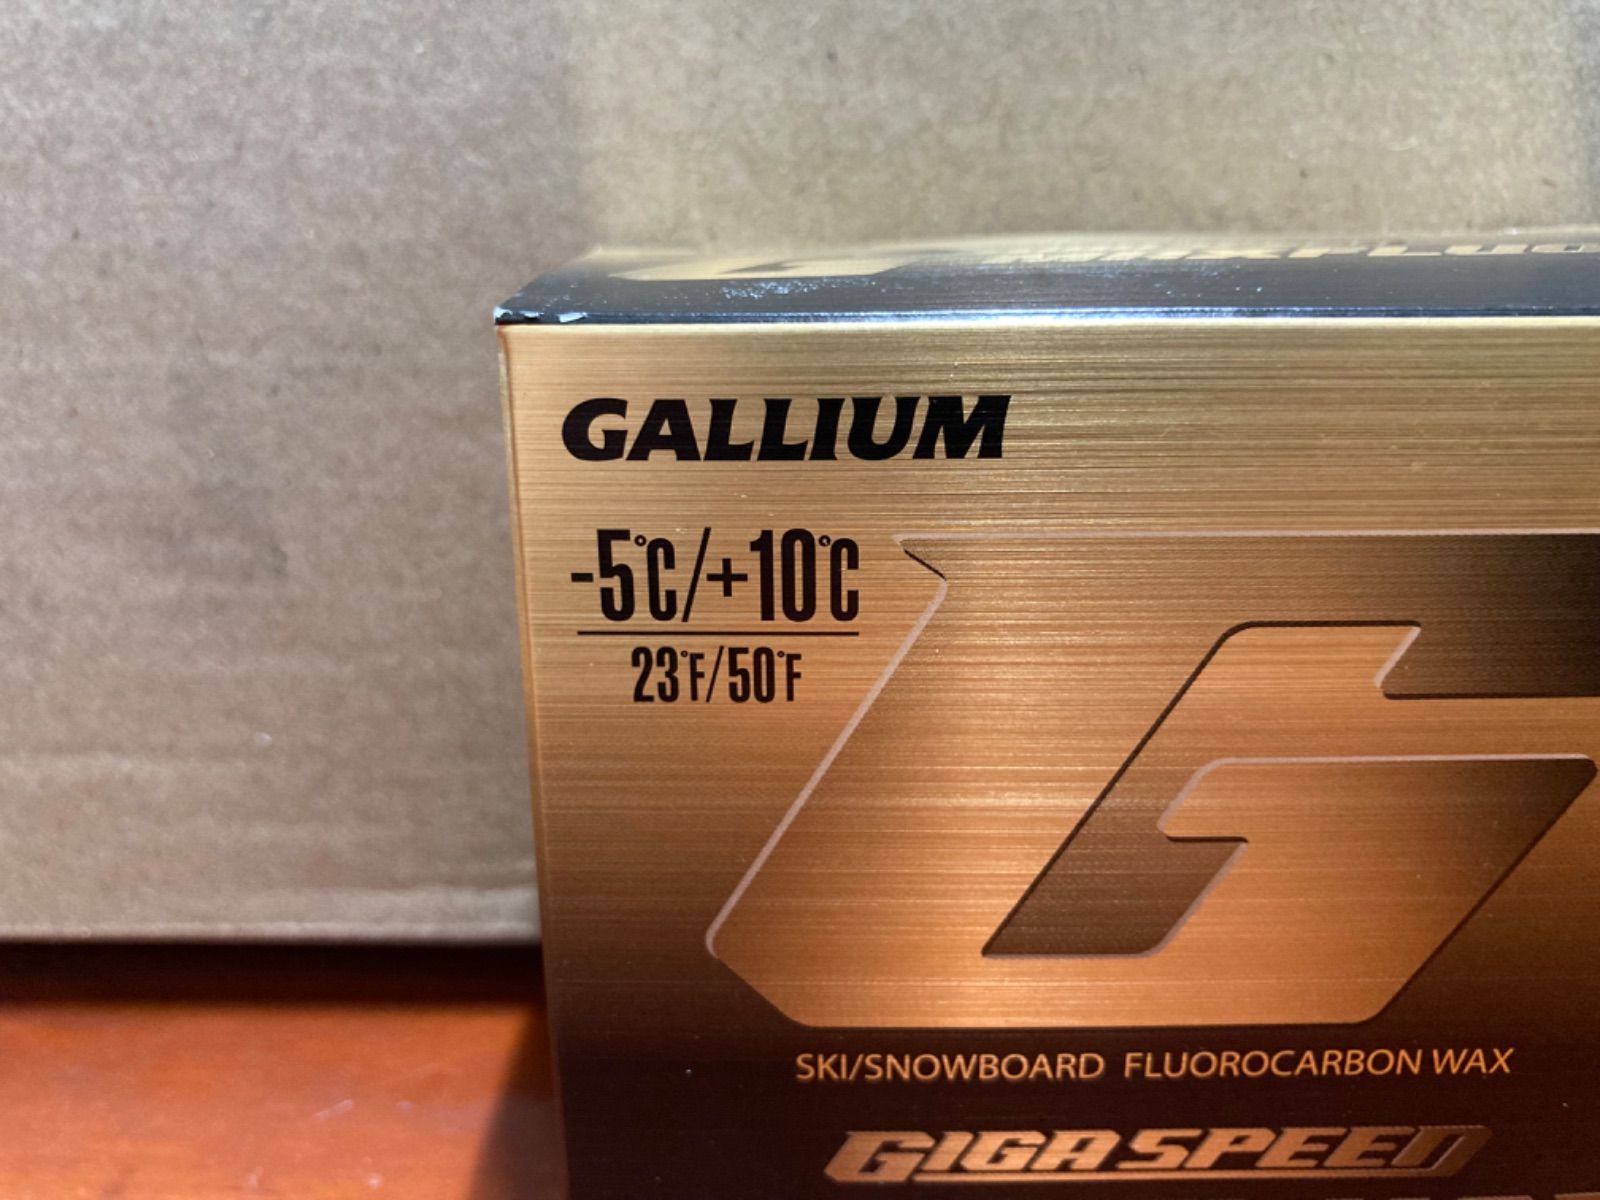 GALLIUM
-5°C/+10°C
23°F/50°F
SKI/SNOWBOARD FLUOROCARBON WAX
GIGA SPEED